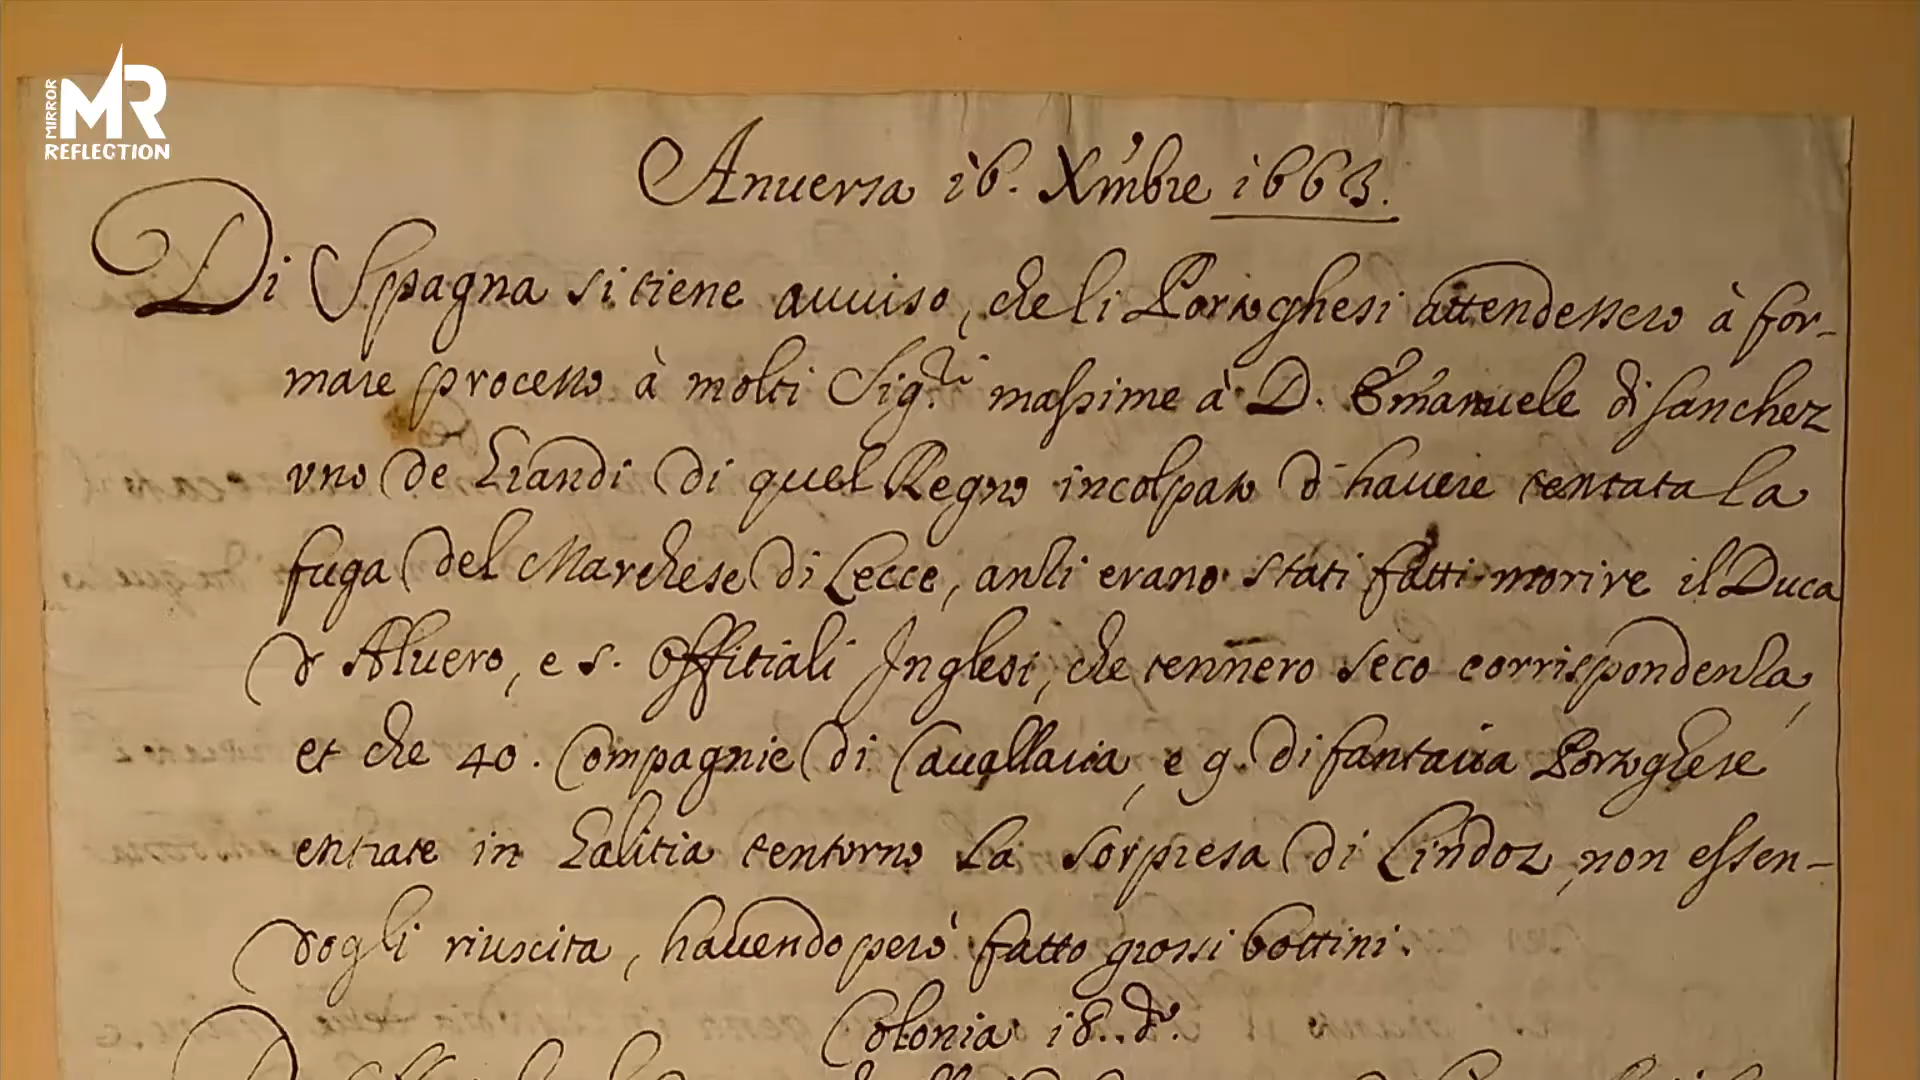 MIRROR
MR
REFLECTION
Anuersa 16. Xmbre 1663.
Di Spagna si tiene auuiso, che li Portoghesi attendessero à for-
mare processo à molti Sig.ri massime à D. Emanuele di Sanchez
vno de Grandi di quel Regno incolpato d'hauere tentata la
fuga del Marchese di Lecce, anzi erano stati fatti morire il Duca
d'Aluero, e s. Offitiali Inglesi, che tennero seco corrispondenza,
et che 40. Compagnie di Cauallaria, e 9. di fantaria Portoghese
entrate in Galitia tentorno la sorpresa di Lindoz, non essen-
dogli riuscita, hauendo però fatto grossi bottini.
Colonia 18. d.o